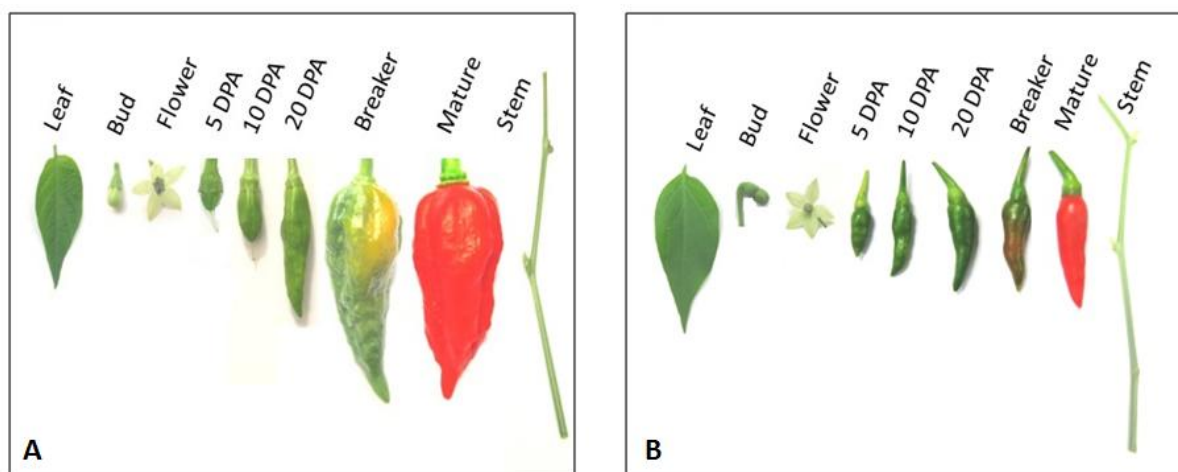 Leaf
Bud
Flower
5 DPA
10 DPA
20 DPA
Breaker
Mature
Stem
A
Leaf
Bud
Flower
5 DPA
10 DPA
20 DPA
Breaker
Mature
Stem
B